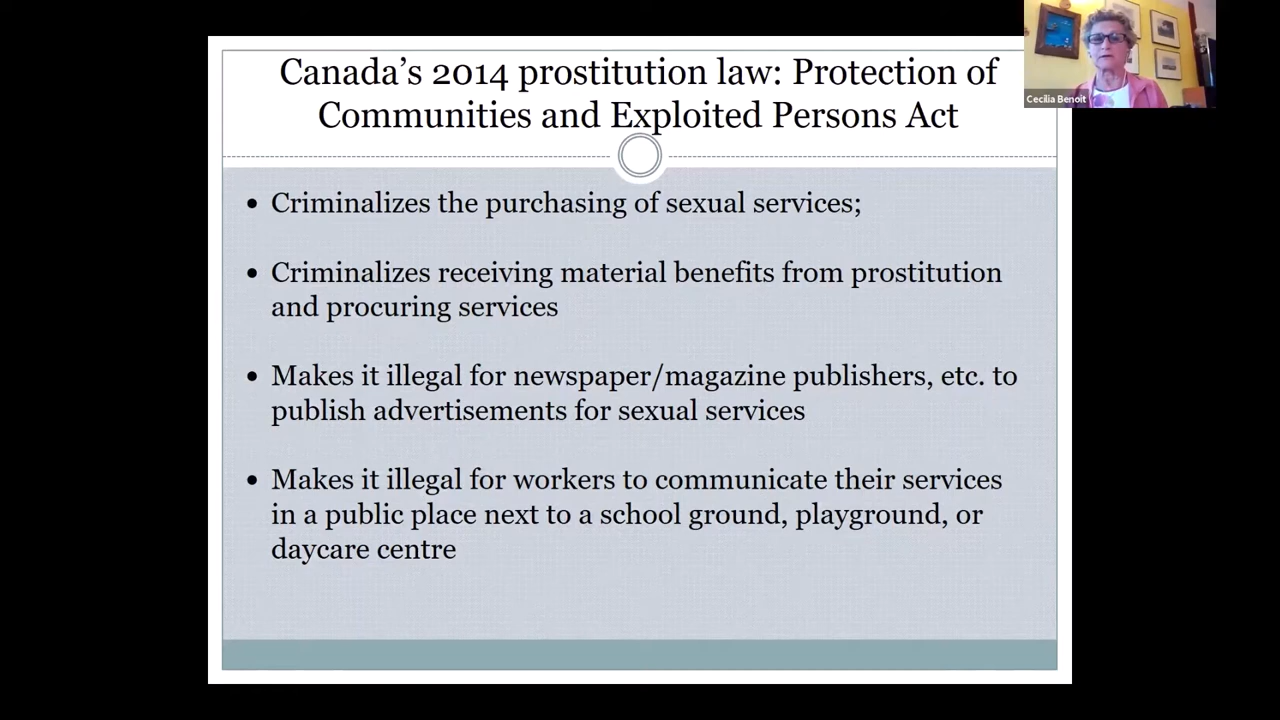 Canada's 2014 prostitution law: Protection of
Communities and Exploited Persons Act
Cecilia Benoit
• Criminalizes the purchasing of sexual services;
• Criminalizes receiving material benefits from prostitution
and procuring services
• Makes it illegal for newspaper/magazine publishers, etc. to
publish advertisements for sexual services
• Makes it illegal for workers to communicate their services
in a public place next to a school ground, playground, or
daycare centre